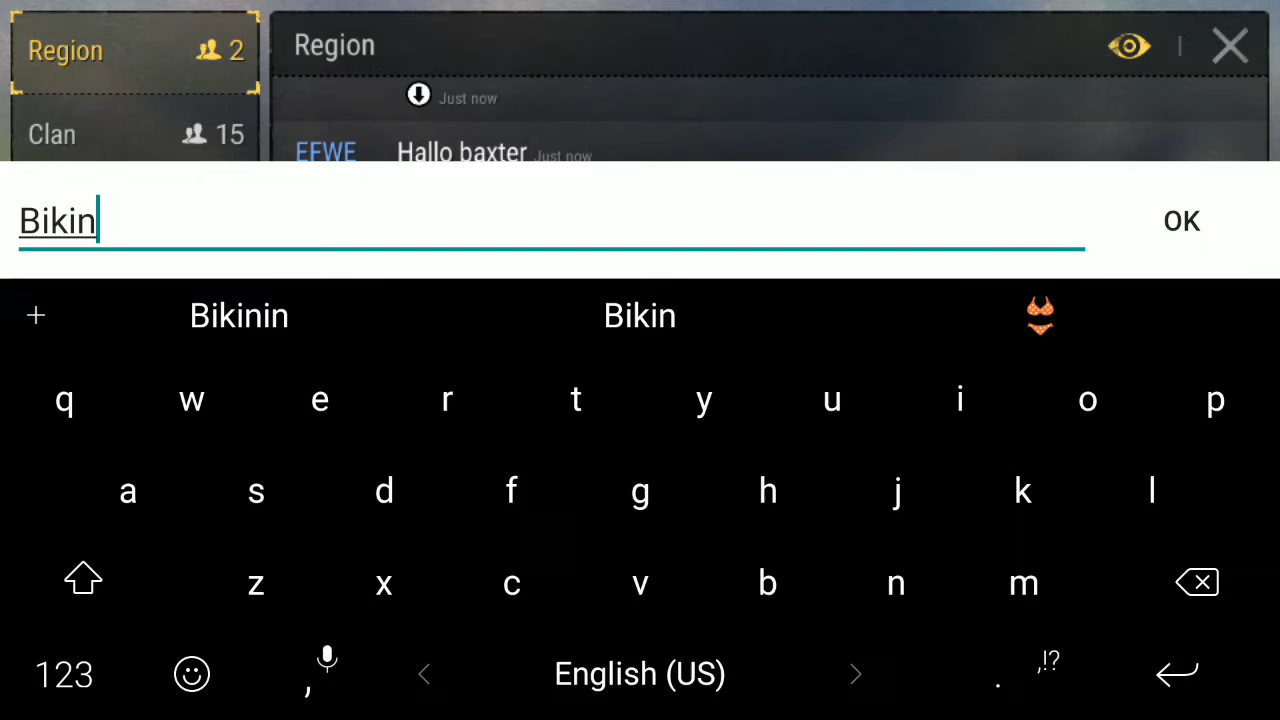 Region 2
Region
Just now
Clan 15
EFWE Hallo baxter Just now
Bikin
OK
+ Bikinin Bikin
q w e r t y u i o p
a s d f g h j k l
z x c v b n m
123 , < English (US) > . ,!?